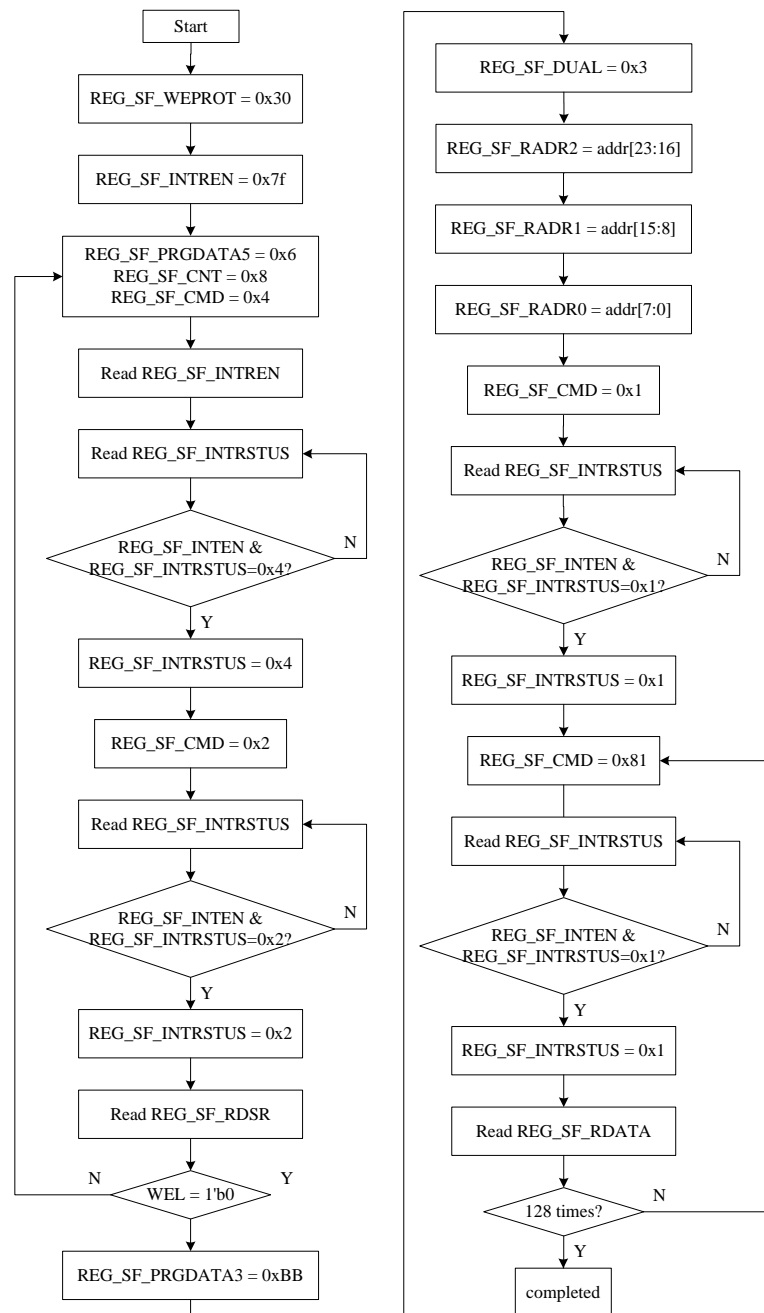 Start
REG_SF_WEPROT = 0x30
REG_SF_INTREN = 0x7f
REG_SF_PRGDATA5 = 0x6
REG_SF_CNT = 0x8
REG_SF_CMD = 0x4
Read REG_SF_INTREN
Read REG_SF_INTRSTUS
REG_SF_INTEN &
REG_SF_INTRSTUS=0x4?
N
Y
REG_SF_INTRSTUS = 0x4
REG_SF_CMD = 0x2
Read REG_SF_INTRSTUS
REG_SF_INTEN &
REG_SF_INTRSTUS=0x2?
N
Y
REG_SF_INTRSTUS = 0x2
Read REG_SF_RDSR
N
WEL = 1'b0
Y
REG_SF_PRGDATA3 = 0xBB
REG_SF_DUAL = 0x3
REG_SF_RADR2 = addr[23:16]
REG_SF_RADR1 = addr[15:8]
REG_SF_RADR0 = addr[7:0]
REG_SF_CMD = 0x1
Read REG_SF_INTRSTUS
REG_SF_INTEN &
REG_SF_INTRSTUS=0x1?
N
Y
REG_SF_INTRSTUS = 0x1
REG_SF_CMD = 0x81
Read REG_SF_INTRSTUS
REG_SF_INTEN &
REG_SF_INTRSTUS=0x1?
N
Y
REG_SF_INTRSTUS = 0x1
Read REG_SF_RDATA
128 times?
N
Y
completed